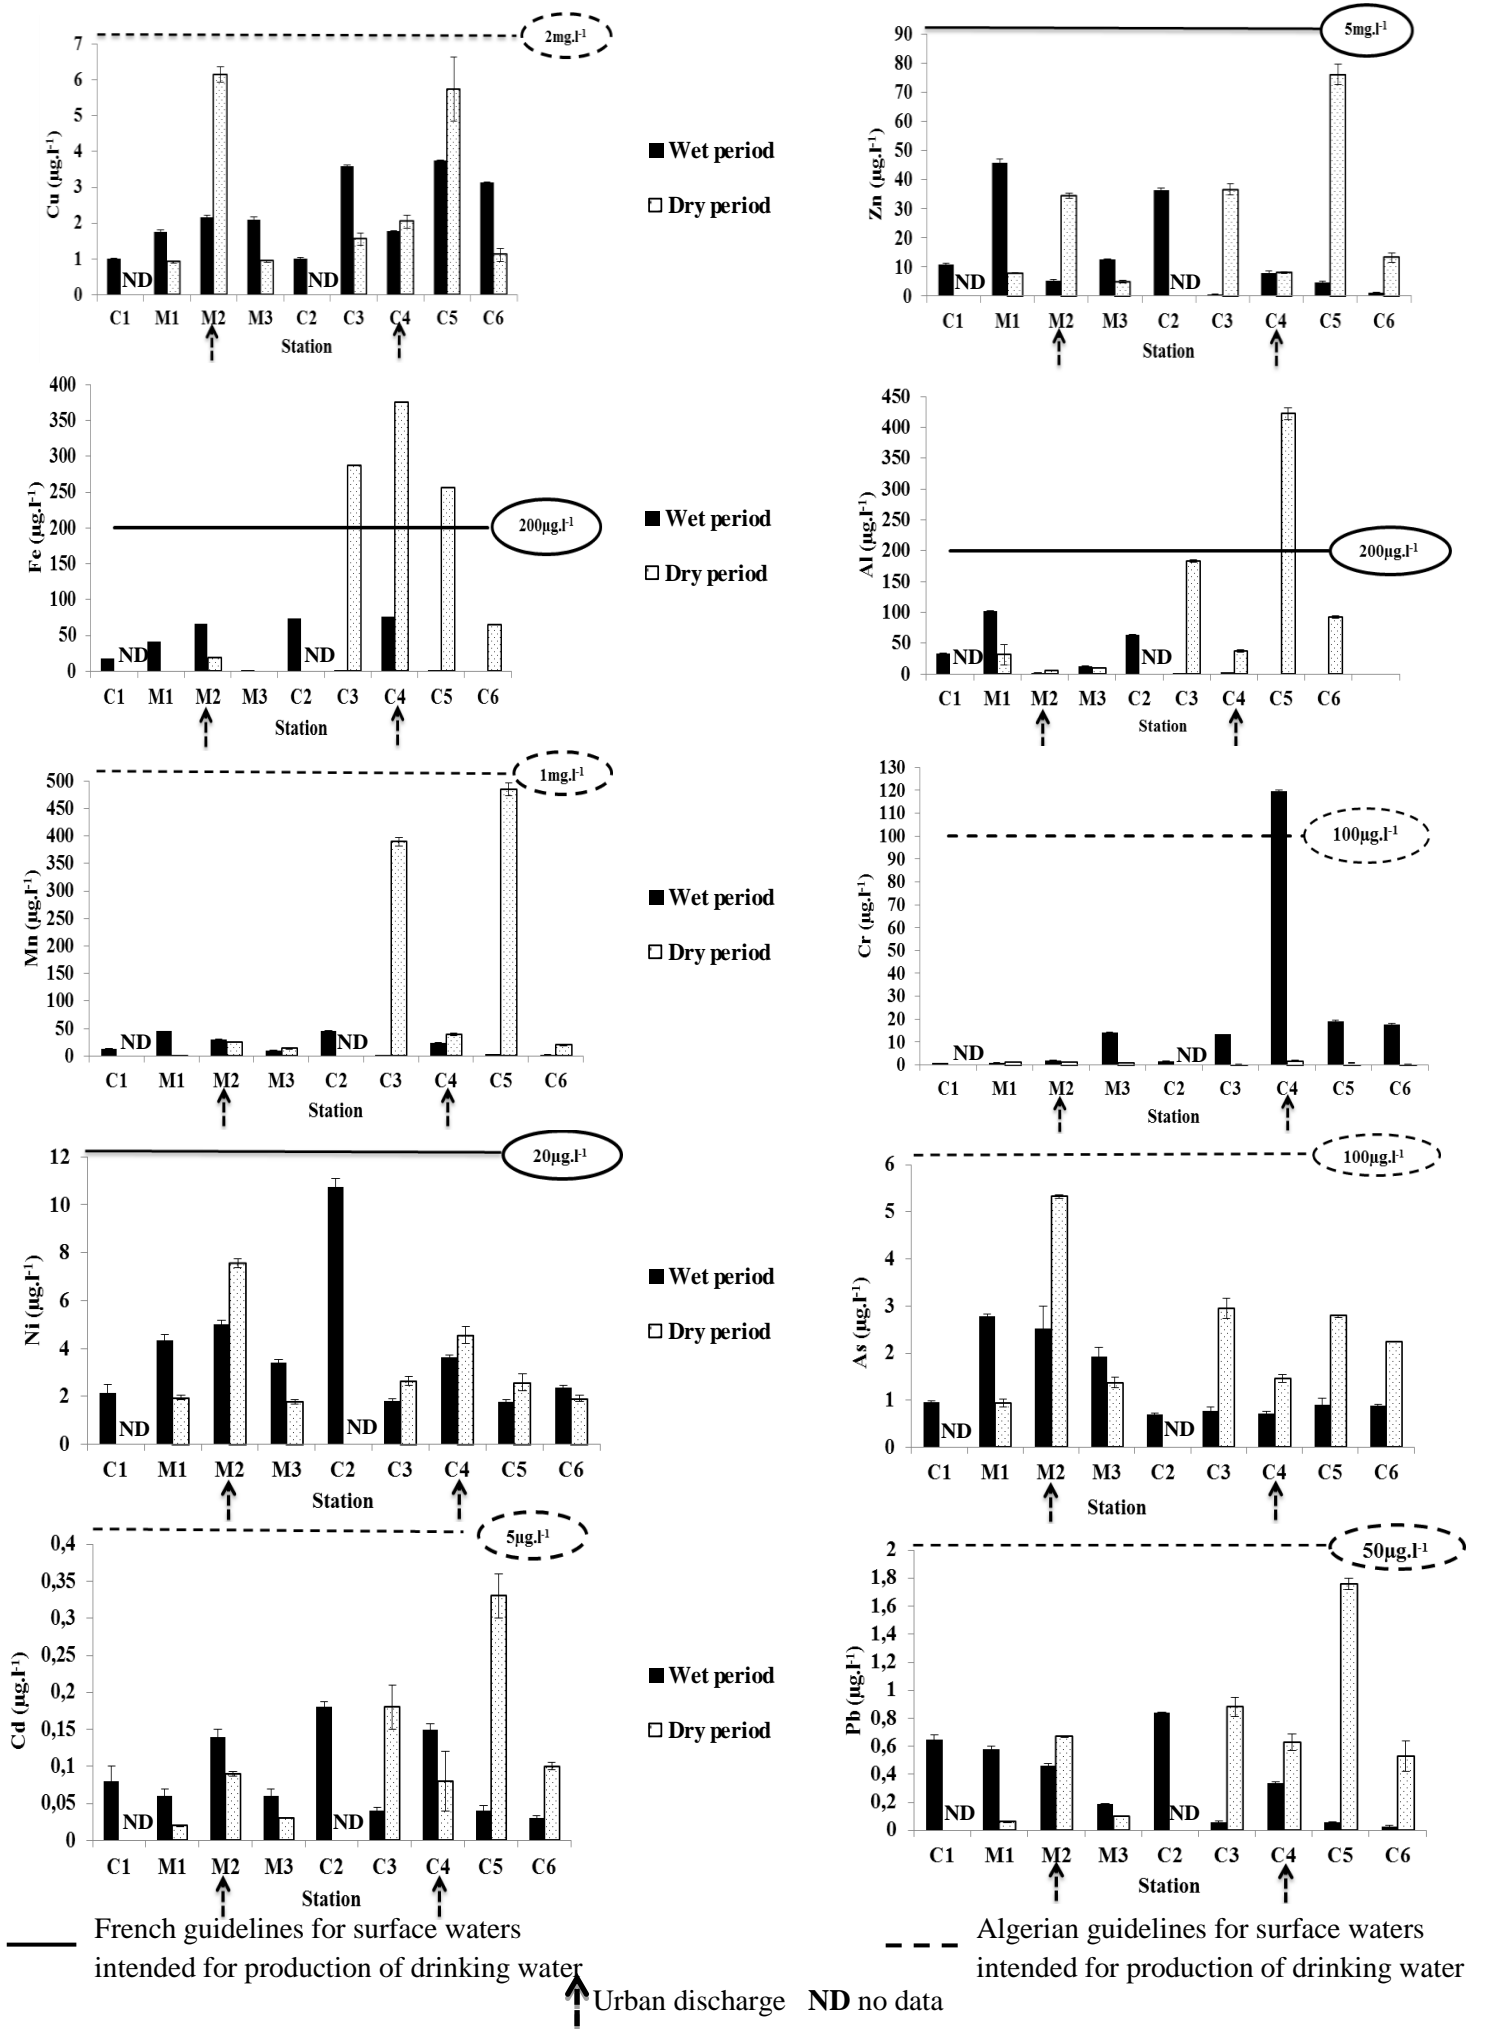 2mg.l-1
Cu (µg.l-1)
7
6
5
4
3
2
1
0
ND
ND
C1 M1 M2 M3 C2 C3 C4 C5 C6
Station
Wet period
Dry period
5mg.l-1
Zn (µg.l-1)
90
80
70
60
50
40
30
20
10
0
ND
ND
C1 M1 M2 M3 C2 C3 C4 C5 C6
Station
Fe (µg.l-1)
400
350
300
250
200
150
100
50
0
200µg.l-1
ND
ND
C1 M1 M2 M3 C2 C3 C4 C5 C6
Station
Wet period
Dry period
Al (µg.l-1)
450
400
350
300
250
200
150
100
50
0
200µg.l-1
ND
ND
C1 M1 M2 M3 C2 C3 C4 C5 C6
Station
1mg.l-1
Mn (µg.l-1)
500
450
400
350
300
250
200
150
100
50
0
ND
ND
C1 M1 M2 M3 C2 C3 C4 C5 C6
Station
Wet period
Dry period
Cr (µg.l-1)
130
120
110
100
90
80
70
60
50
40
30
20
10
0
100µg.l-1
ND
ND
C1 M1 M2 M3 C2 C3 C4 C5 C6
Station
20µg.l-1
Ni (µg.l-1)
12
10
8
6
4
2
0
ND
ND
C1 M1 M2 M3 C2 C3 C4 C5 C6
Station
Wet period
Dry period
100µg.l-1
As (µg.l-1)
6
5
4
3
2
1
0
ND
ND
C1 M1 M2 M3 C2 C3 C4 C5 C6
Station
5µg.l-1
Cd (µg.l-1)
0,4
0,35
0,3
0,25
0,2
0,15
0,1
0,05
0
ND
ND
C1 M1 M2 M3 C2 C3 C4 C5 C6
Station
Wet period
Dry period
50µg.l-1
Pb (µg.l-1)
2
1,8
1,6
1,4
1,2
1
0,8
0,6
0,4
0,2
0
ND
ND
C1 M1 M2 M3 C2 C3 C4 C5 C6
Station
French guidelines for surface waters
intended for production of drinking water
Algerian guidelines for surface waters
intended for production of drinking water
Urban discharge ND no data